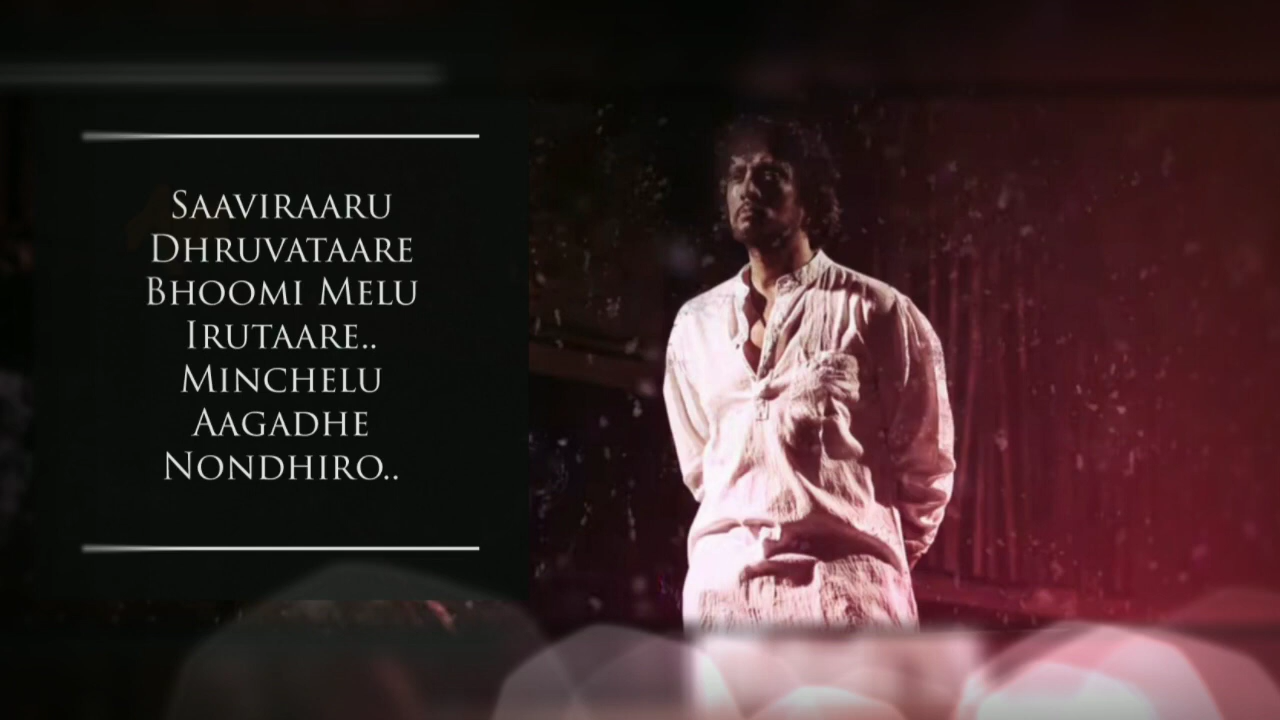 Saaviraaru
Dhruvataare
Bhoomi Melu
Irutaare..
Minchelu
Aagadhe
Nondhiro..